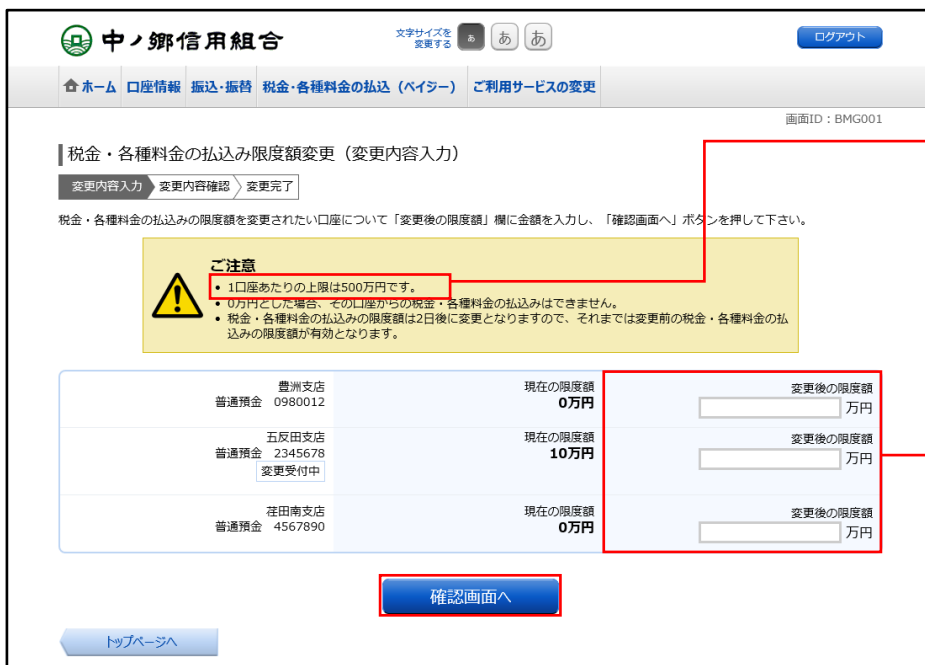 中ノ郷信用組合
文字サイズを
変更する
あ
あ
あ
ログアウト
ホーム 口座情報 振込・振替 税金・各種料金の払込（ペイジー） ご利用サービスの変更
画面ID：BMG001
税金・各種料金の払込み限度額変更（変更内容入力）
変更内容入力 変更内容確認 変更完了
税金・各種料金の払込みの限度額を変更されたい口座について「変更後の限度額」欄に金額を入力し、「確認画面へ」ボタンを押して下さい。
ご注意
• 1口座あたりの上限は500万円です。
• 0万円とした場合、その口座からの税金・各種料金の払込みはできません。
• 税金・各種料金の払込みの限度額は2日後に変更となりますので、それまでは変更前の税金・各種料金の払
込みの限度額が有効となります。
豊洲支店 現在の限度額 変更後の限度額
普通預金 0980012 0万円 万円
五反田支店 現在の限度額 変更後の限度額
普通預金 2345678 10万円 万円
変更受付中
荏田南支店 現在の限度額 変更後の限度額
普通預金 4567890 0万円 万円
確認画面へ
トップページへ